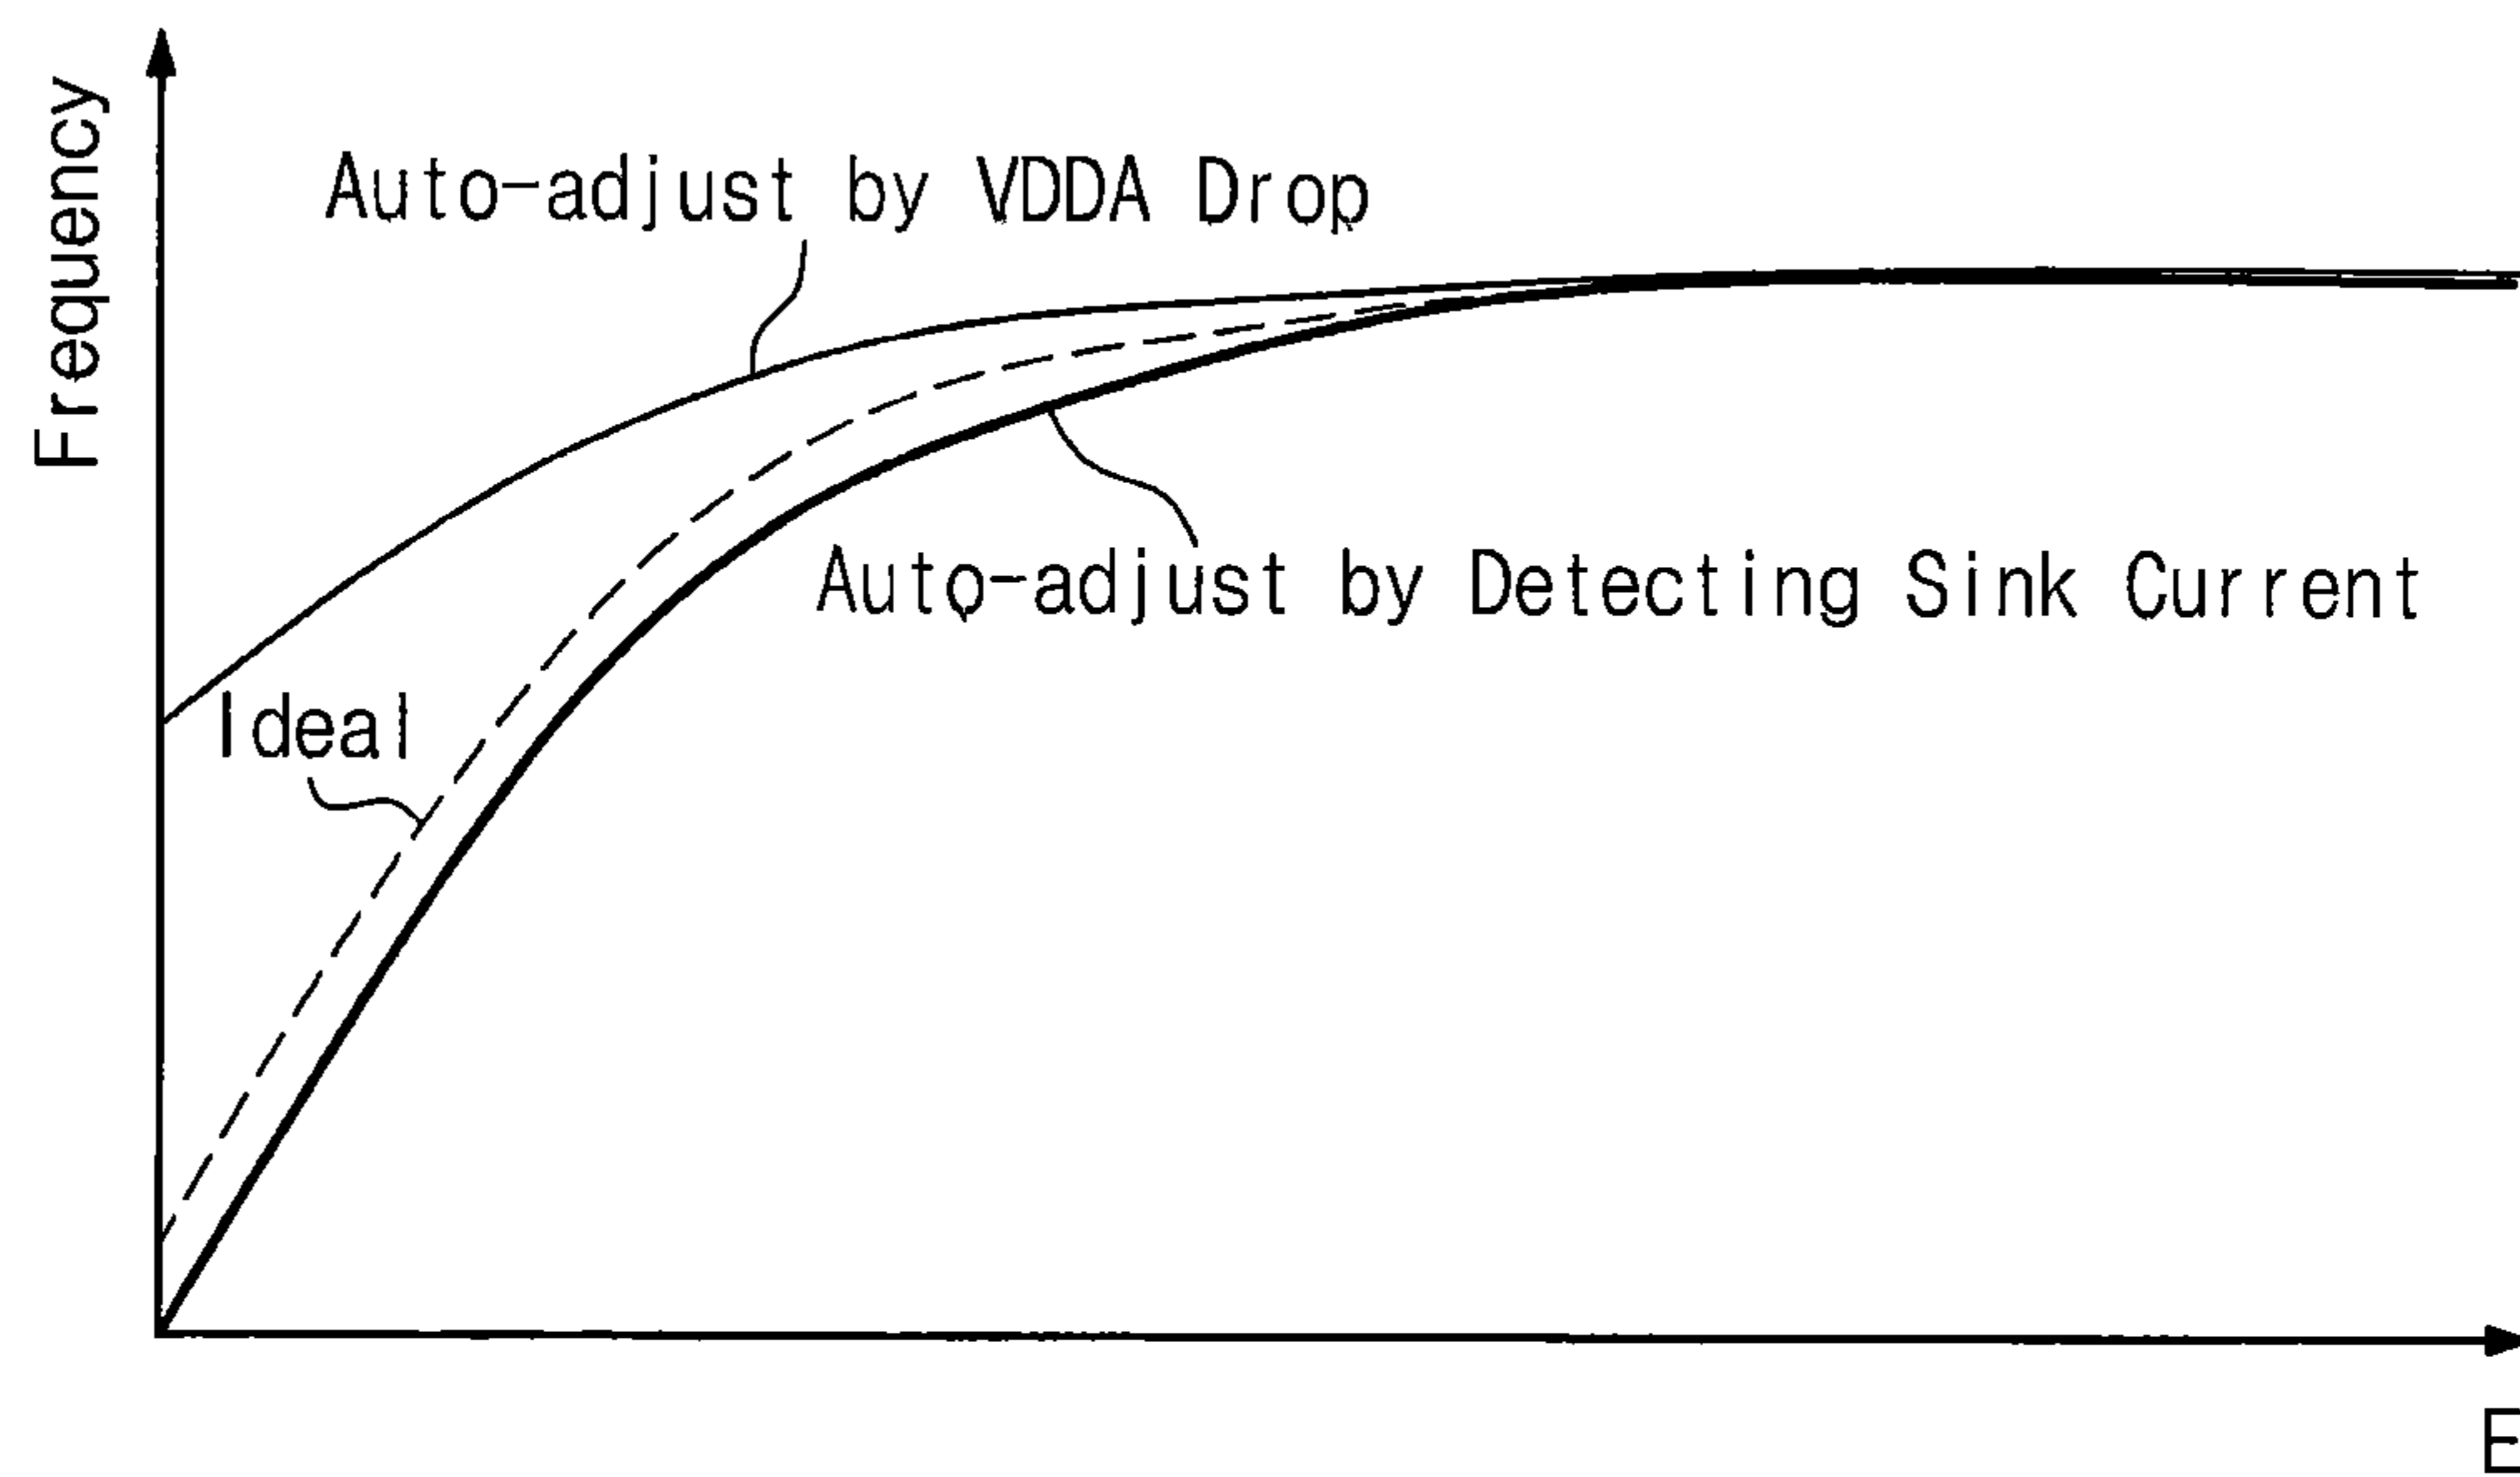 Frequency
Auto-adjust by VDDA Drop
Auto-adjust by Detecting Sink Current
Ideal